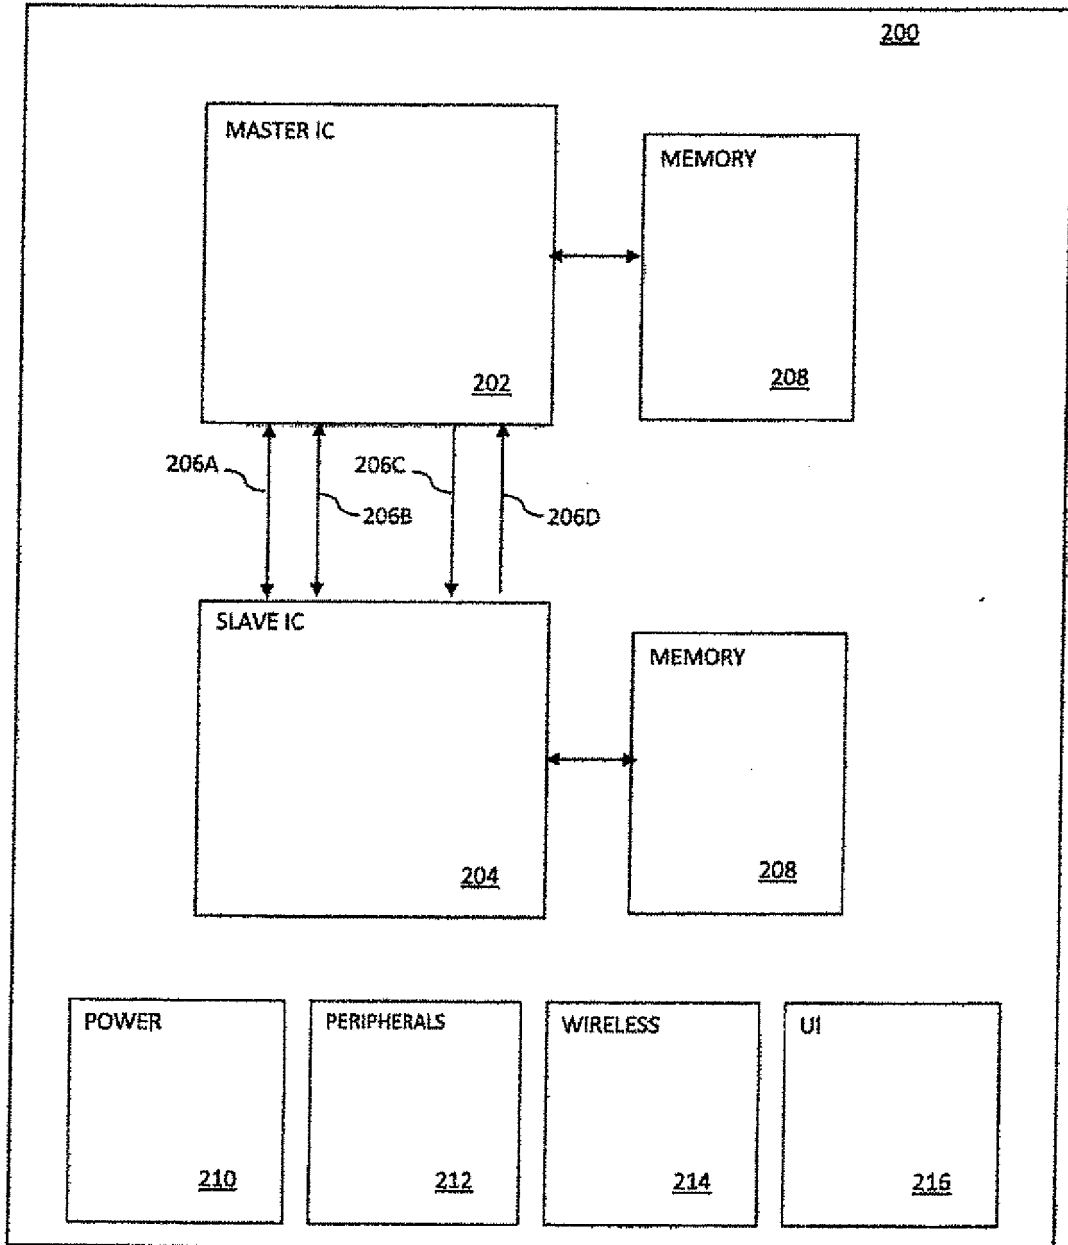 200
MASTER IC
MEMORY
202
208
206A
206C
206B
206D
SLAVE IC
MEMORY
204
208
POWER
PERIPHERALS
WIRELESS
UI
210
212
214
216